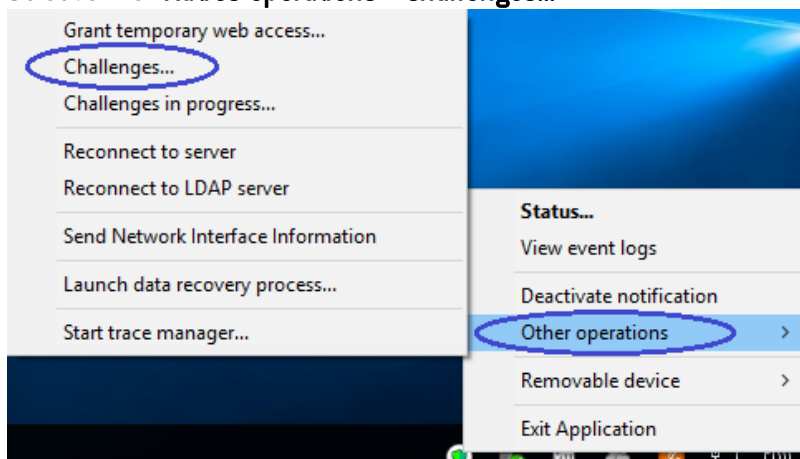 Grant temporary web access...
Challenges...
Challenges in progress...
Reconnect to server
Reconnect to LDAP server
Send Network Interface Information
Launch data recovery process...
Start trace manager...
Status...
View event logs
Deactivate notification
Other operations
Removable device
Exit Application